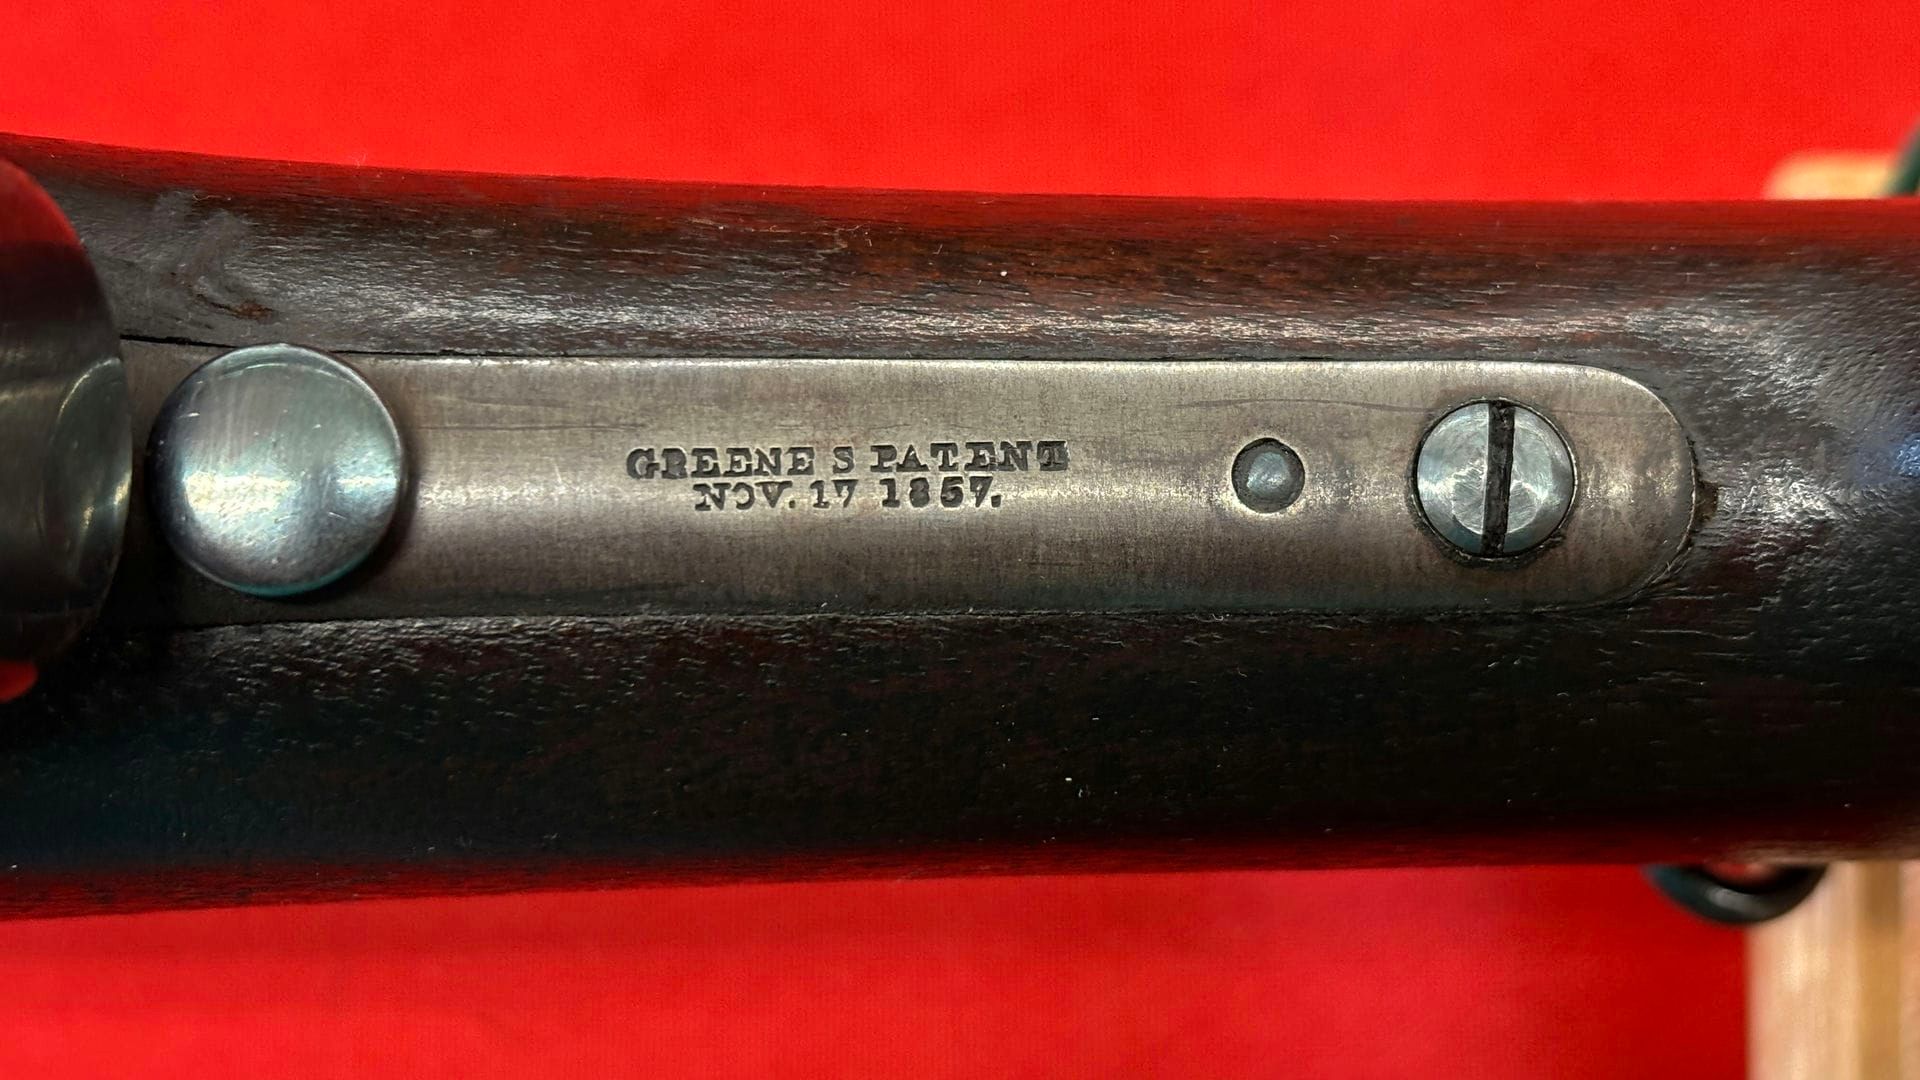 GREENE S PATENT
NOV. 17 1857.